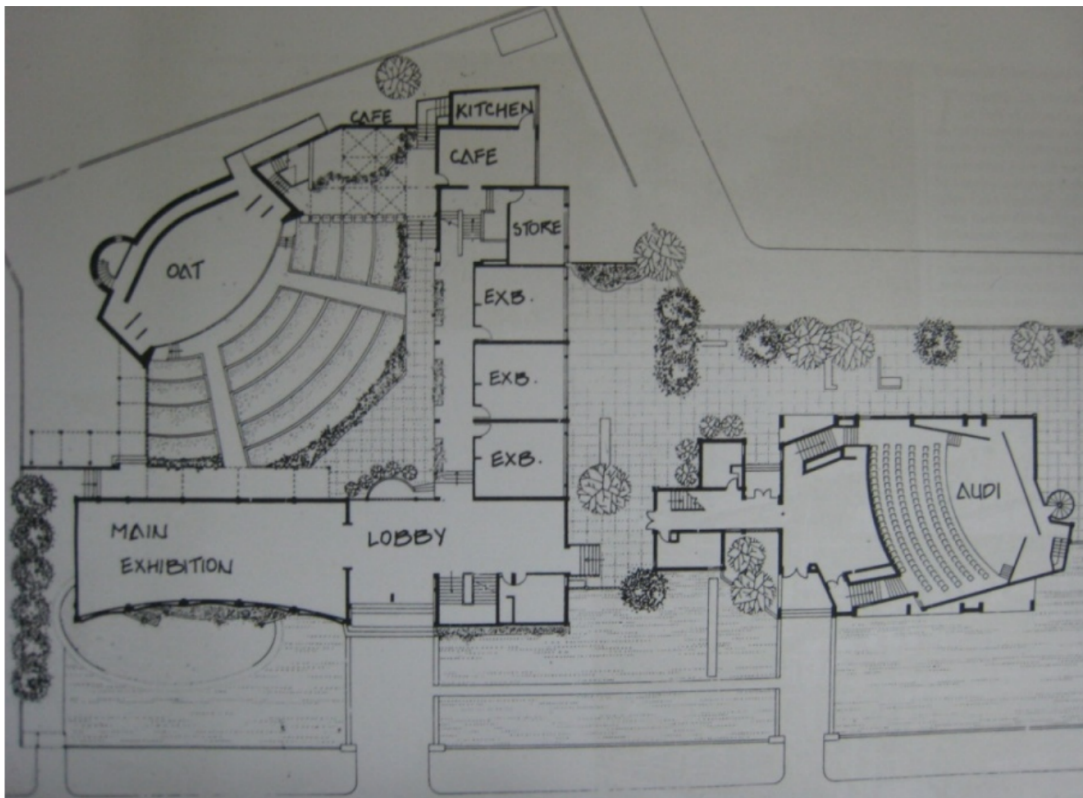 CAFE
KITCHEN
CAFE
STORE
OAT
EXB.
EXB.
EXB.
MAIN
EXHIBITION
LOBBY
AUDI